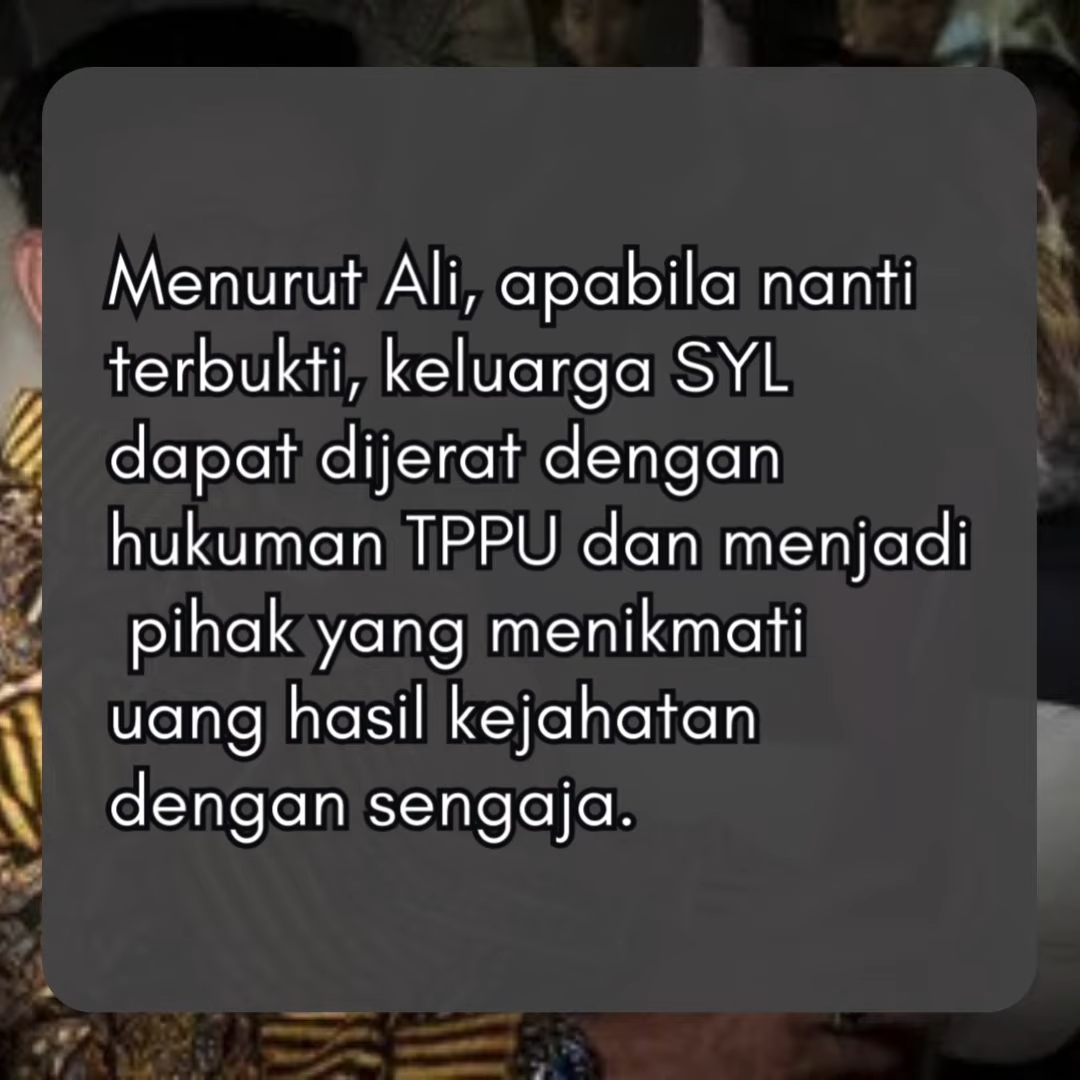 Menurut Ali, apabila nanti
terbukti, keluarga SYL
dapat dijerat dengan
hukuman TPPU dan menjadi
pihak yang menikmati
uang hasil kejahatan
dengan sengaja.